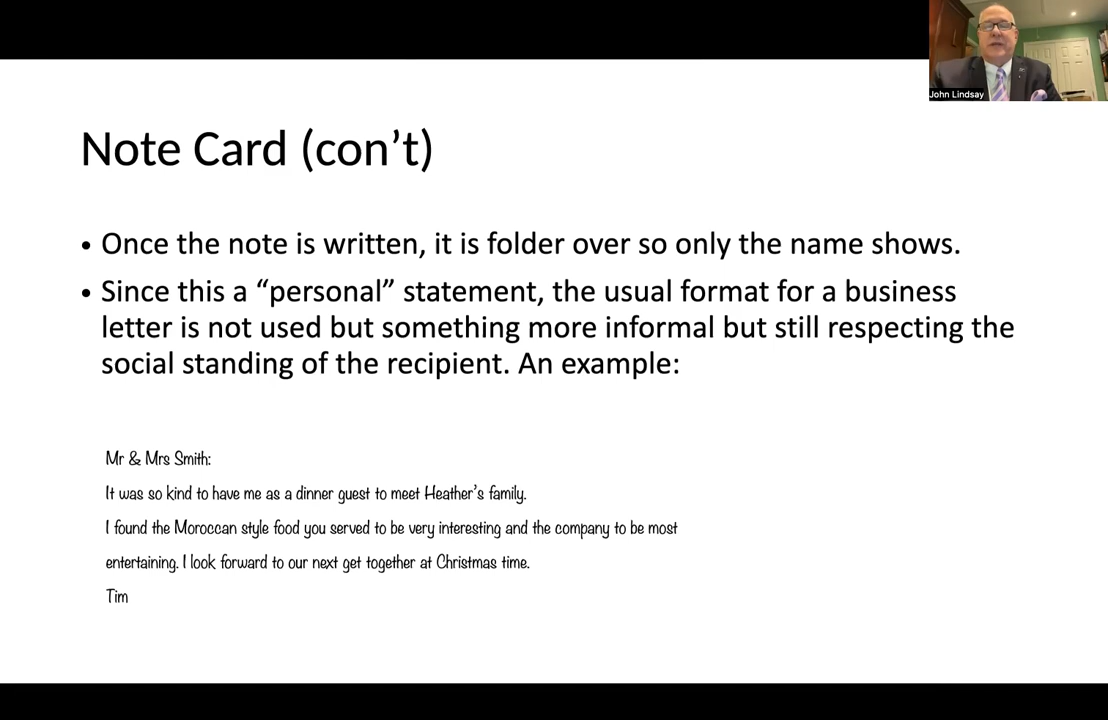 John Lindsay
Note Card (con’t)
• Once the note is written, it is folder over so only the name shows.
• Since this a “personal” statement, the usual format for a business
letter is not used but something more informal but still respecting the
social standing of the recipient. An example:
Mr & Mrs Smith:
It was so kind to have me as a dinner guest to meet Heather’s family.
I found the Moroccan style food you served to be very interesting and the company to be most
entertaining. I look forward to our next get together at Christmas time.
Tim